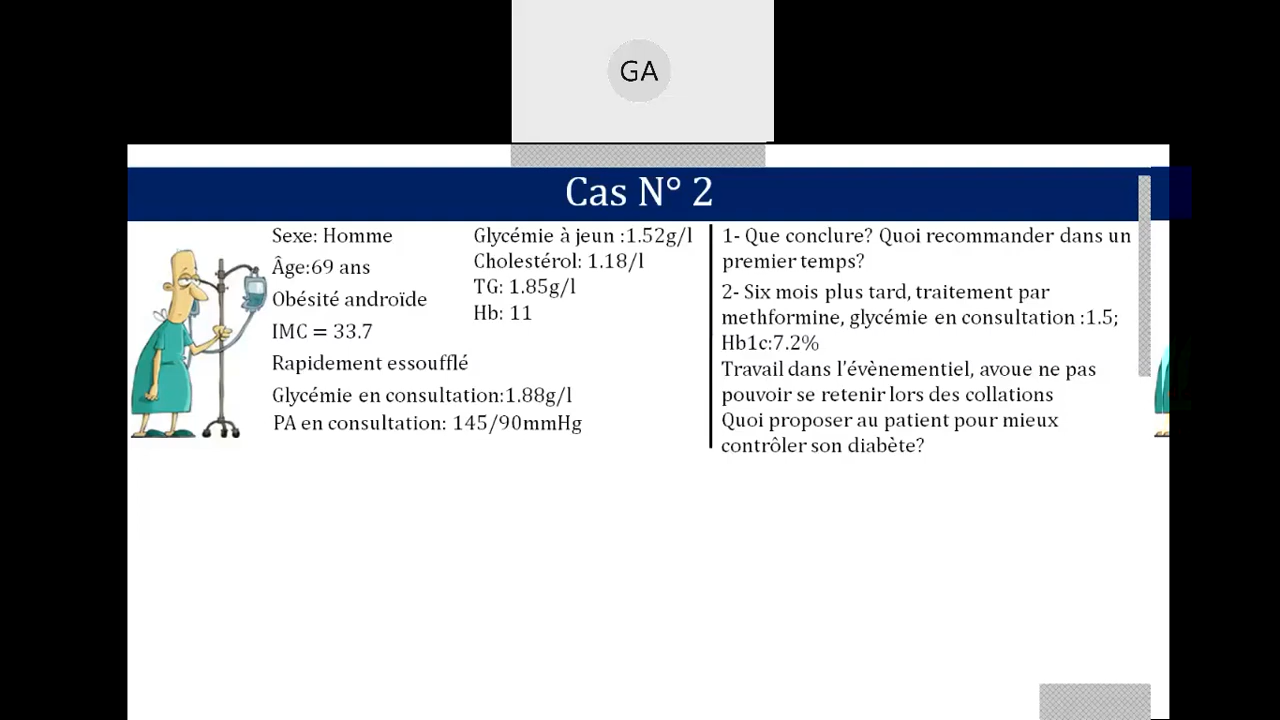 GA
Cas N° 2
Sexe: Homme
Âge:69 ans
Obésité androïde
IMC = 33.7
Rapidement essoufflé
Glycémie en consultation:1.88g/l
PA en consultation: 145/90mmHg
Glycémie à jeun :1.52g/l
Cholestérol: 1.18/l
TG: 1.85g/l
Hb: 11
1- Que conclure? Quoi recommander dans un
premier temps?
2- Six mois plus tard, traitement par
methformine, glycémie en consultation :1.5;
Hb1c:7.2%
Travail dans l'évènementiel, avoue ne pas
pouvoir se retenir lors des collations
Quoi proposer au patient pour mieux
contrôler son diabète?